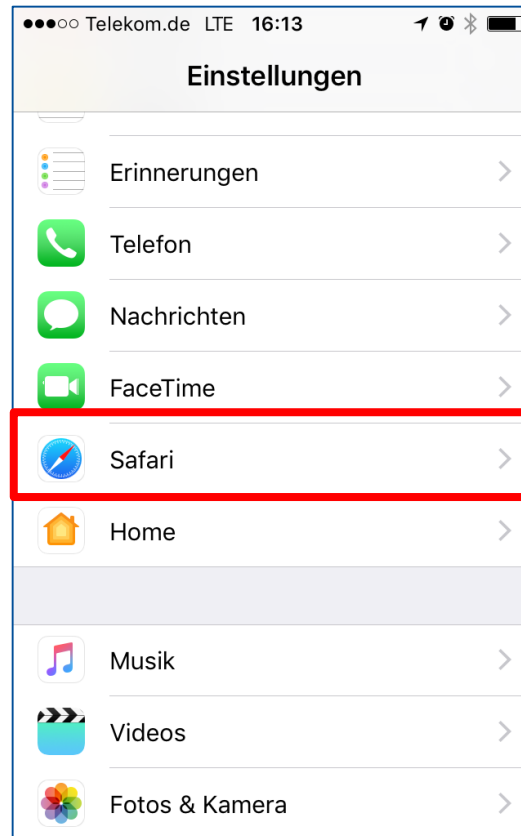 Telekom.de LTE 16:13
Einstellungen
Erinnerungen
Telefon
Nachrichten
FaceTime
Safari
Home
Musik
Videos
Fotos & Kamera